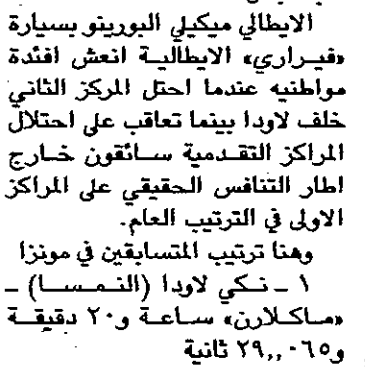 الايطالي ميكيلي البوريتو بسيارة
«فيراري» الايطالية انعش افئدة
مواطنيه عندما احتل المركز الثاني
خلف لاودا بينما تعاقب على احتلال
المراكز التقدمية سائقون خارج
اطار التنافس الحقيقي على المراكز
الاولى في الترتيب العام.
وهنا ترتيب المتسابقين في مونزا
١ ـ نكي لاودا (النمسا) ـ
«ماكلارن» ساعة و٢٠ دقيقة
و٢٩,,٠٦٥ ثانية